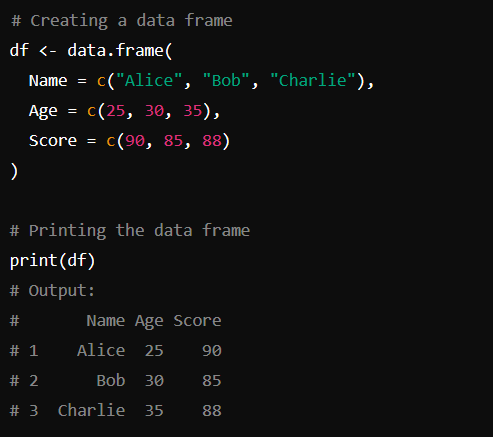 # Creating a data frame
df <- data.frame(
  Name = c("Alice", "Bob", "Charlie"),
  Age = c(25, 30, 35),
  Score = c(90, 85, 88)
)

# Printing the data frame
print(df)
# Output:
#       Name Age Score
# 1    Alice  25    90
# 2      Bob  30    85
# 3  Charlie  35    88